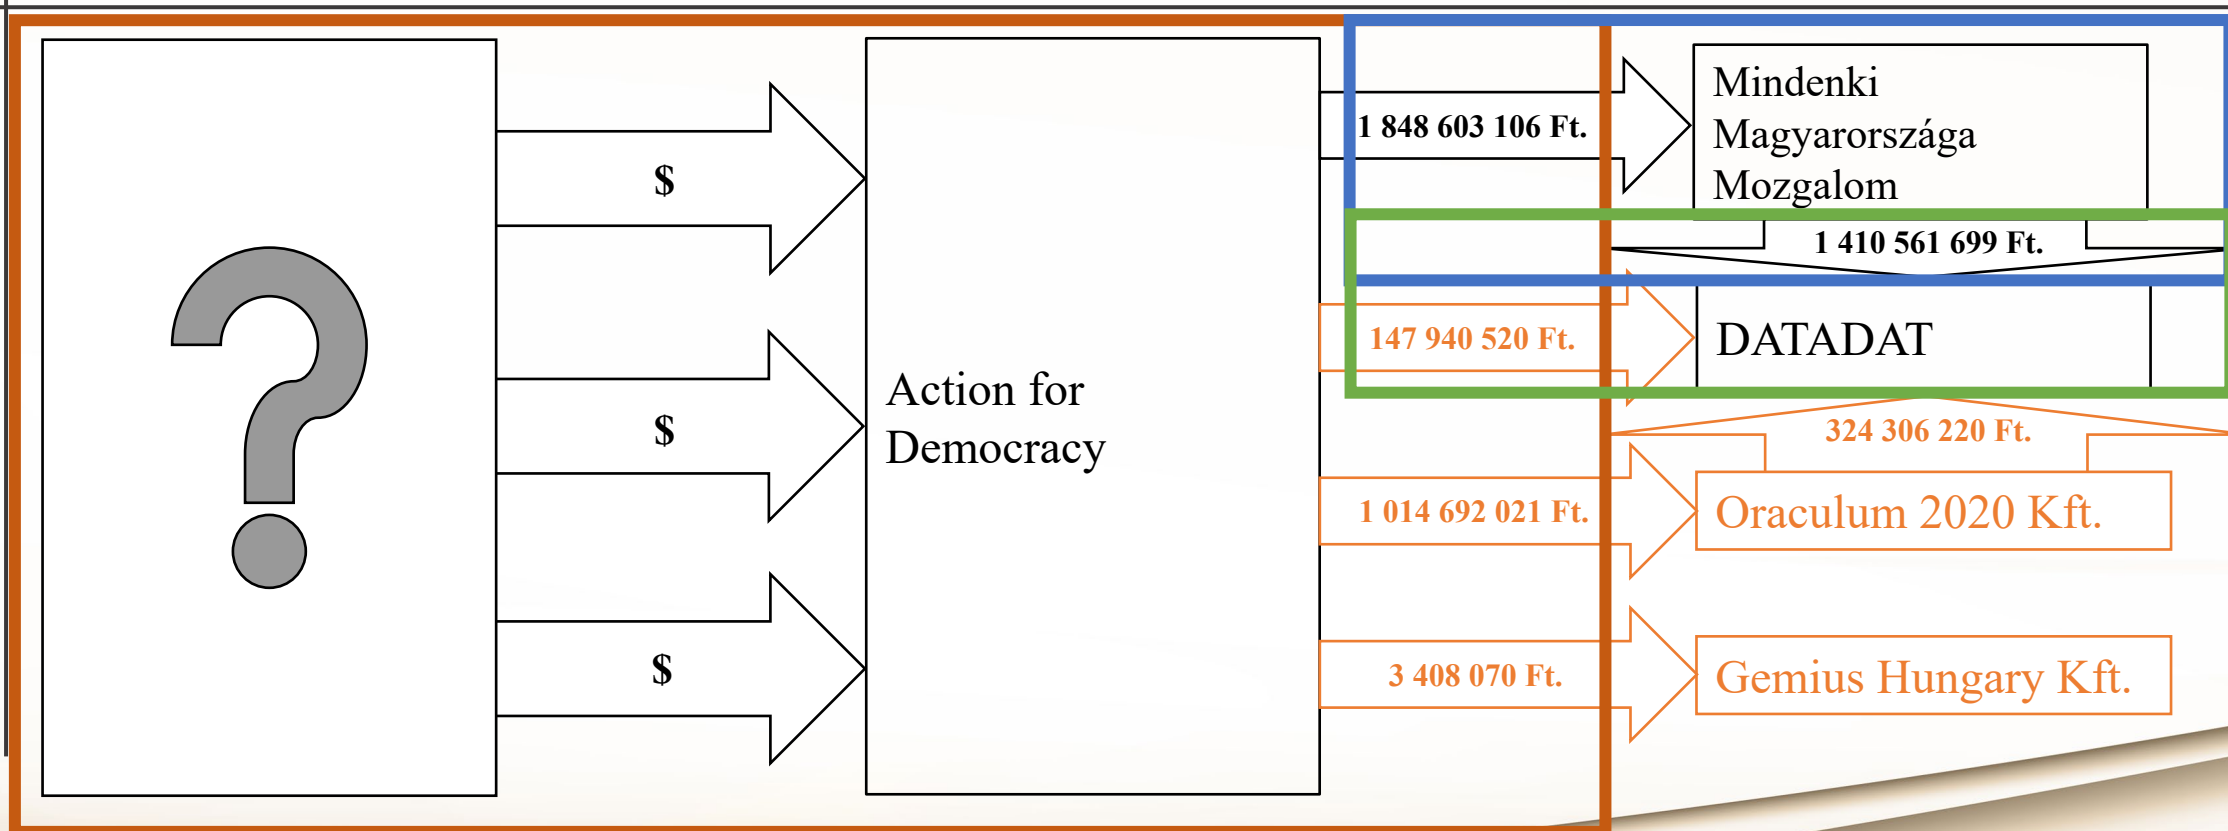 ?
$
$
$
Action for
Democracy
1 848 603 106 Ft.
147 940 520 Ft.
1 014 692 021 Ft.
3 408 070 Ft.
Mindenki
Magyarországa
Mozgalom
1 410 561 699 Ft.
DATADAT
324 306 220 Ft.
Oraculum 2020 Kft.
Gemius Hungary Kft.